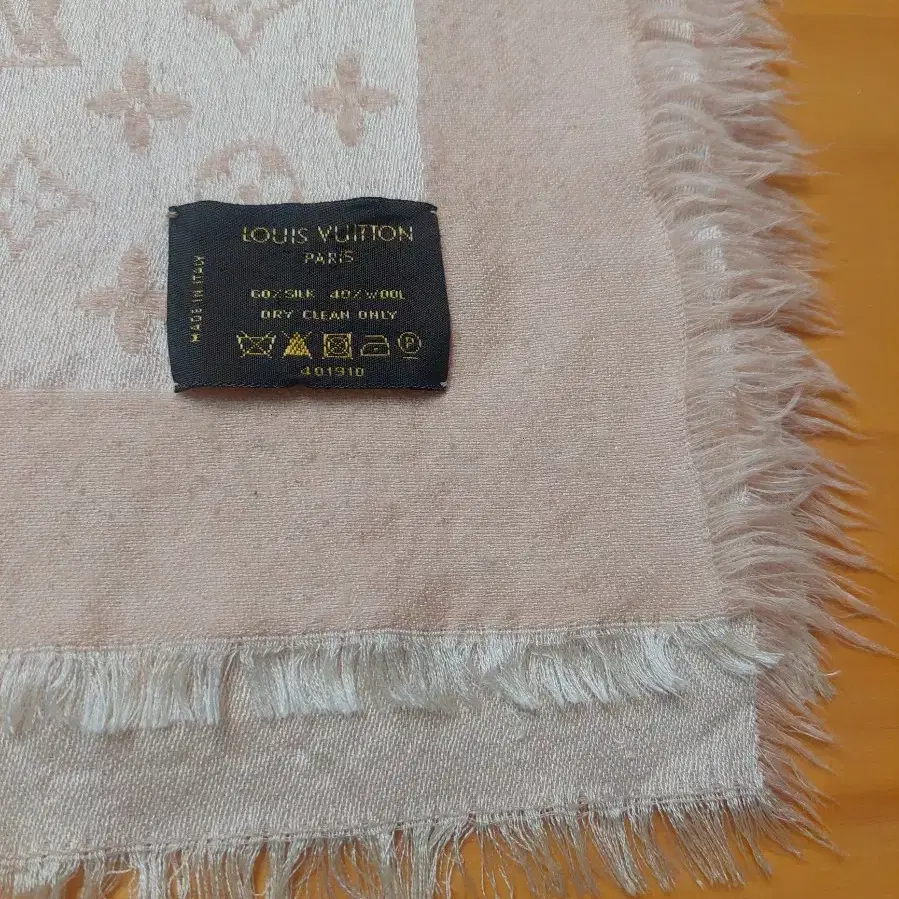 LOUIS VUITTON
PARIS
60% SILK 40% WOOL
DRY CLEAN ONLY
P
401910
MADE IN ITALY